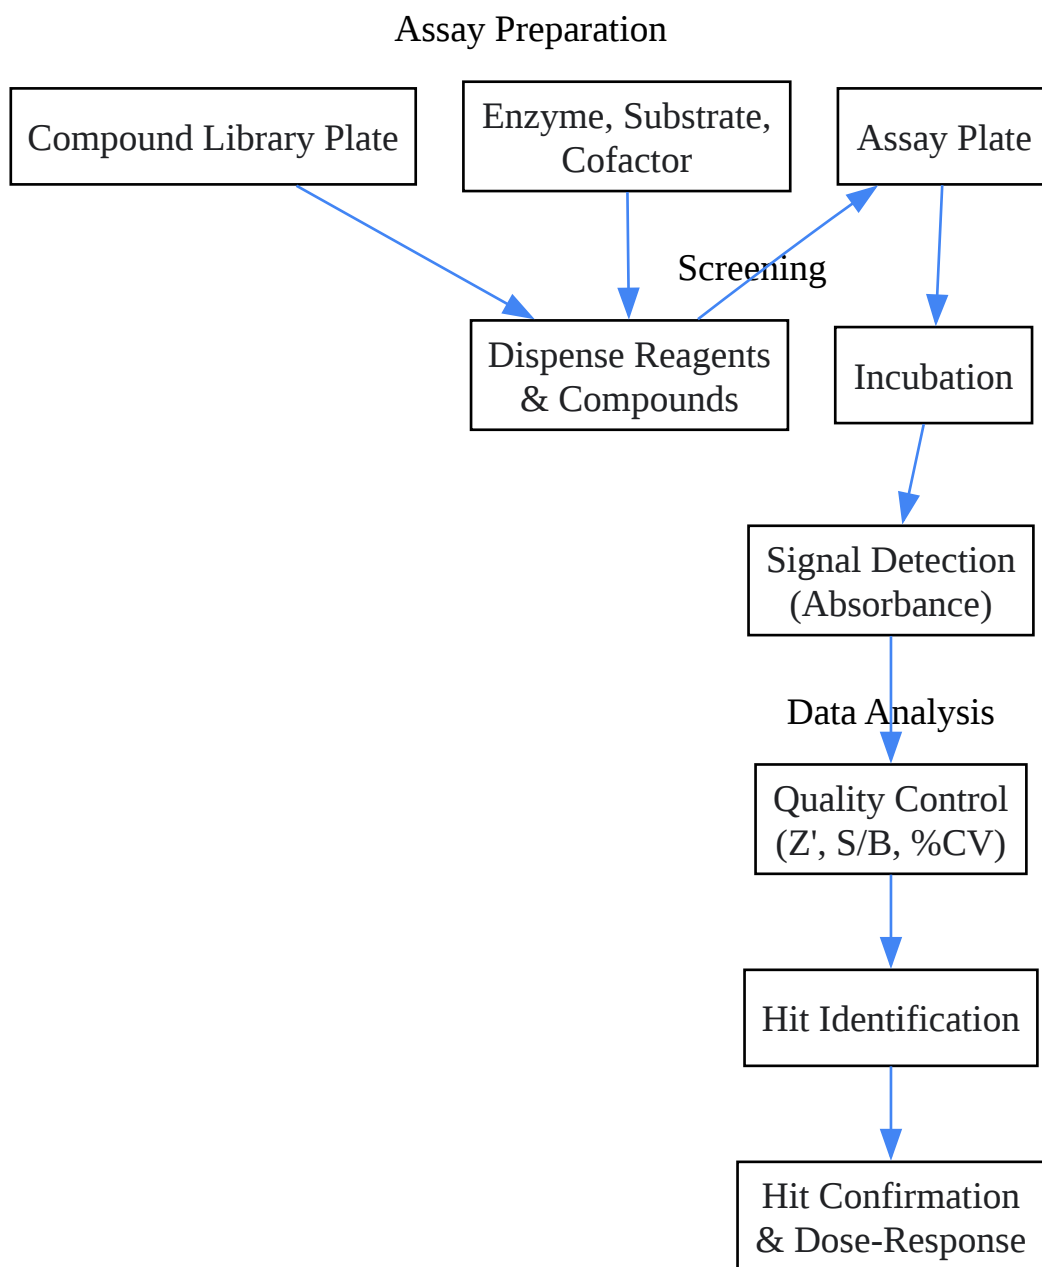 Assay Preparation
Compound Library Plate
Enzyme, Substrate,
Cofactor
Assay Plate
Screening
Dispense Reagents
& Compounds
Incubation
Signal Detection
(Absorbance)
Data Analysis
Quality Control
(Z', S/B, %CV)
Hit Identification
Hit Confirmation
& Dose-Response